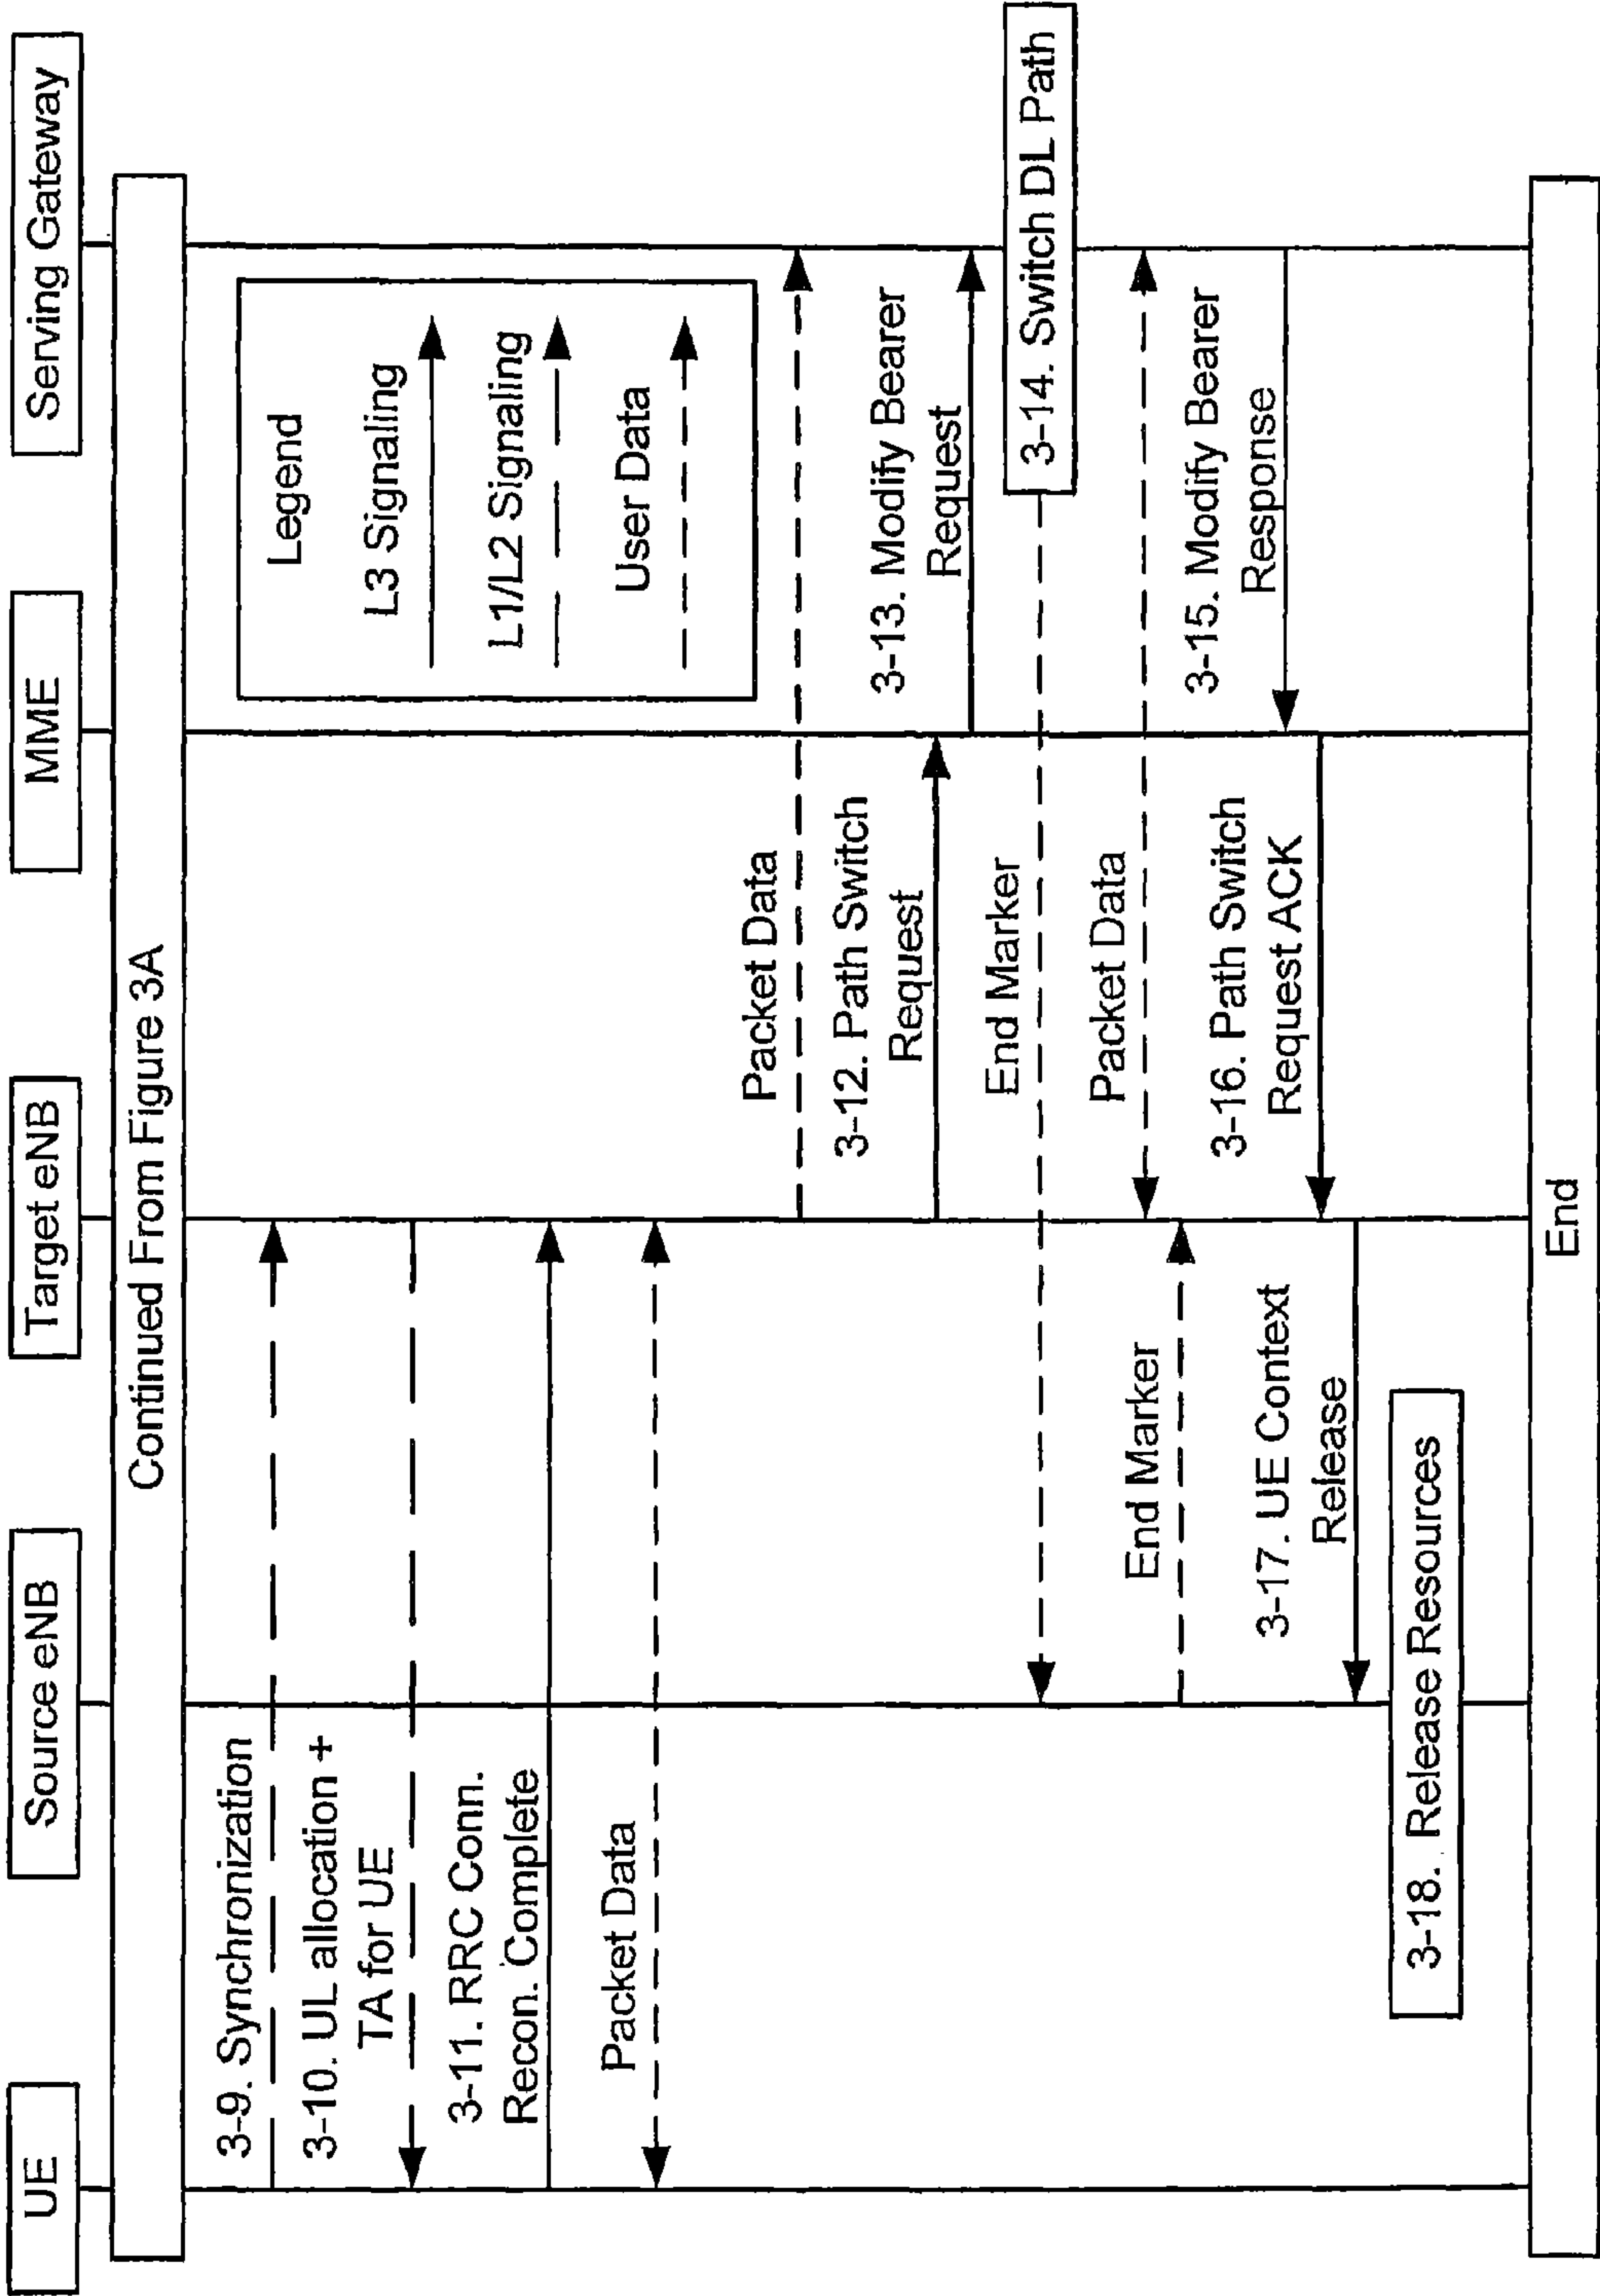 UE
Source eNB
Target eNB
MME
Serving Gateway
Continued From Figure 3A
Legend
L3 Signaling
L1/L2 Signaling
User Data
3-9. Synchronization
3-10. UL allocation +
TA for UE
3-11. RRC Conn.
Recon. Complete
Packet Data
Packet Data
3-12. Path Switch
Request
3-13. Modify Bearer
Request
End Marker
3-14. Switch DL Path
Packet Data
End Marker
3-15. Modify Bearer
Response
3-16. Path Switch
Request ACK
3-17. UE Context
Release
3-18. Release Resources
End